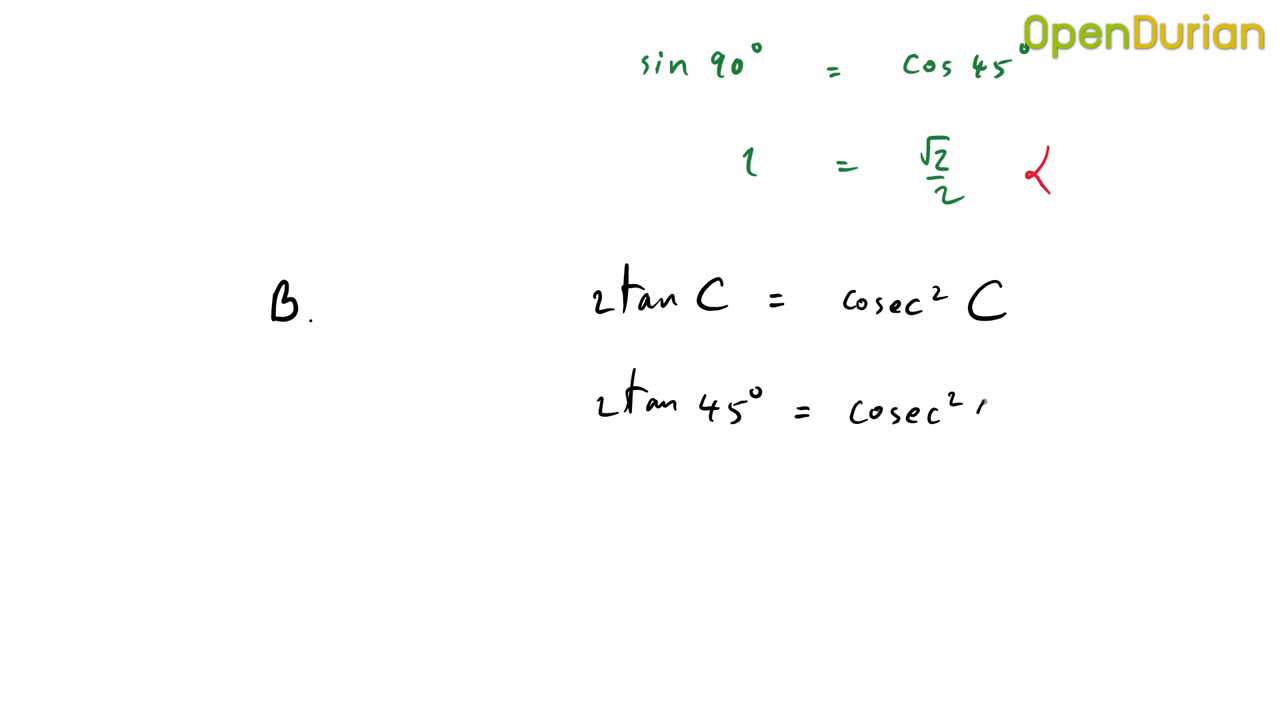 OpenDurian
sin 90° = cos 45°
1 = √2/2
B. 2tan C = cosec² C
2tan 45° = cosec²